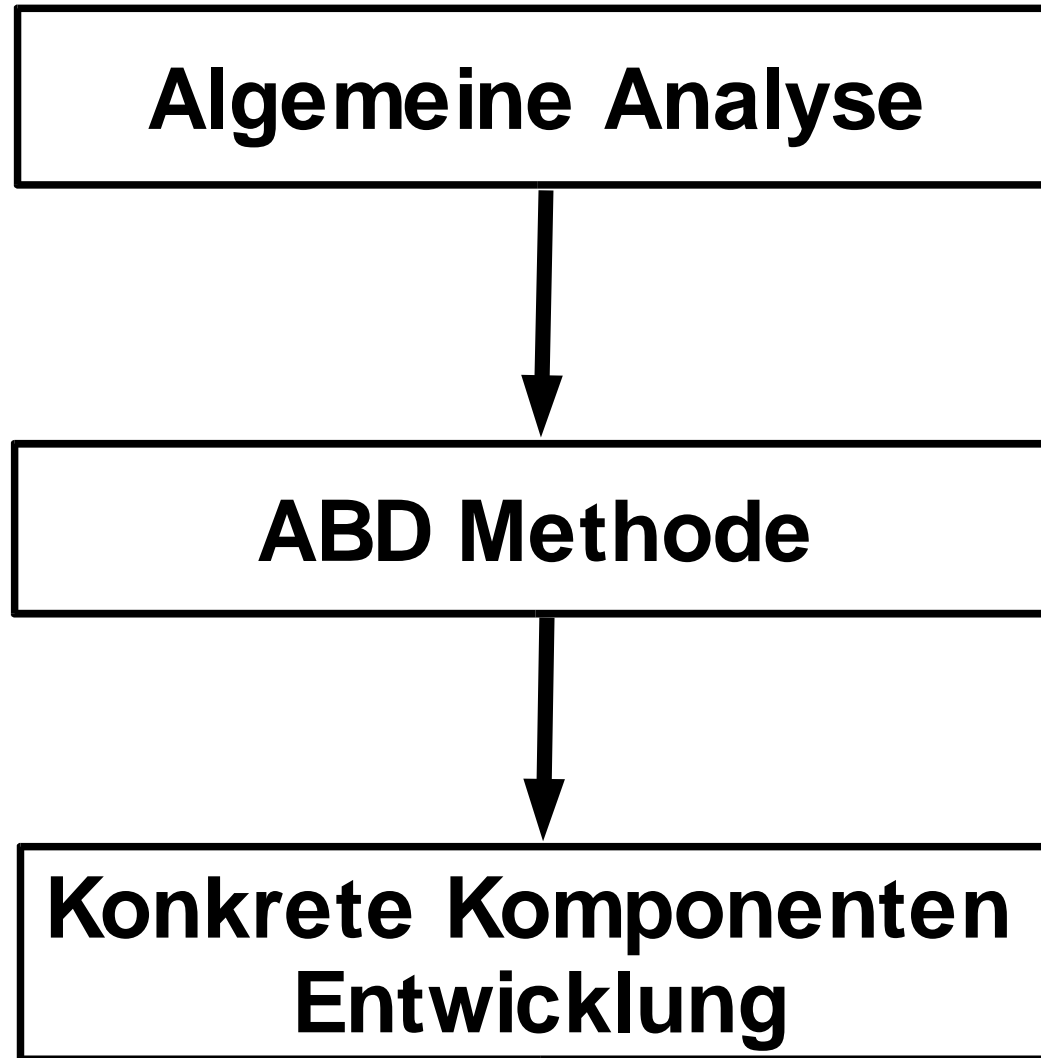 Algemeine Analyse
ABD Methode
Konkrete Komponenten
Entwicklung